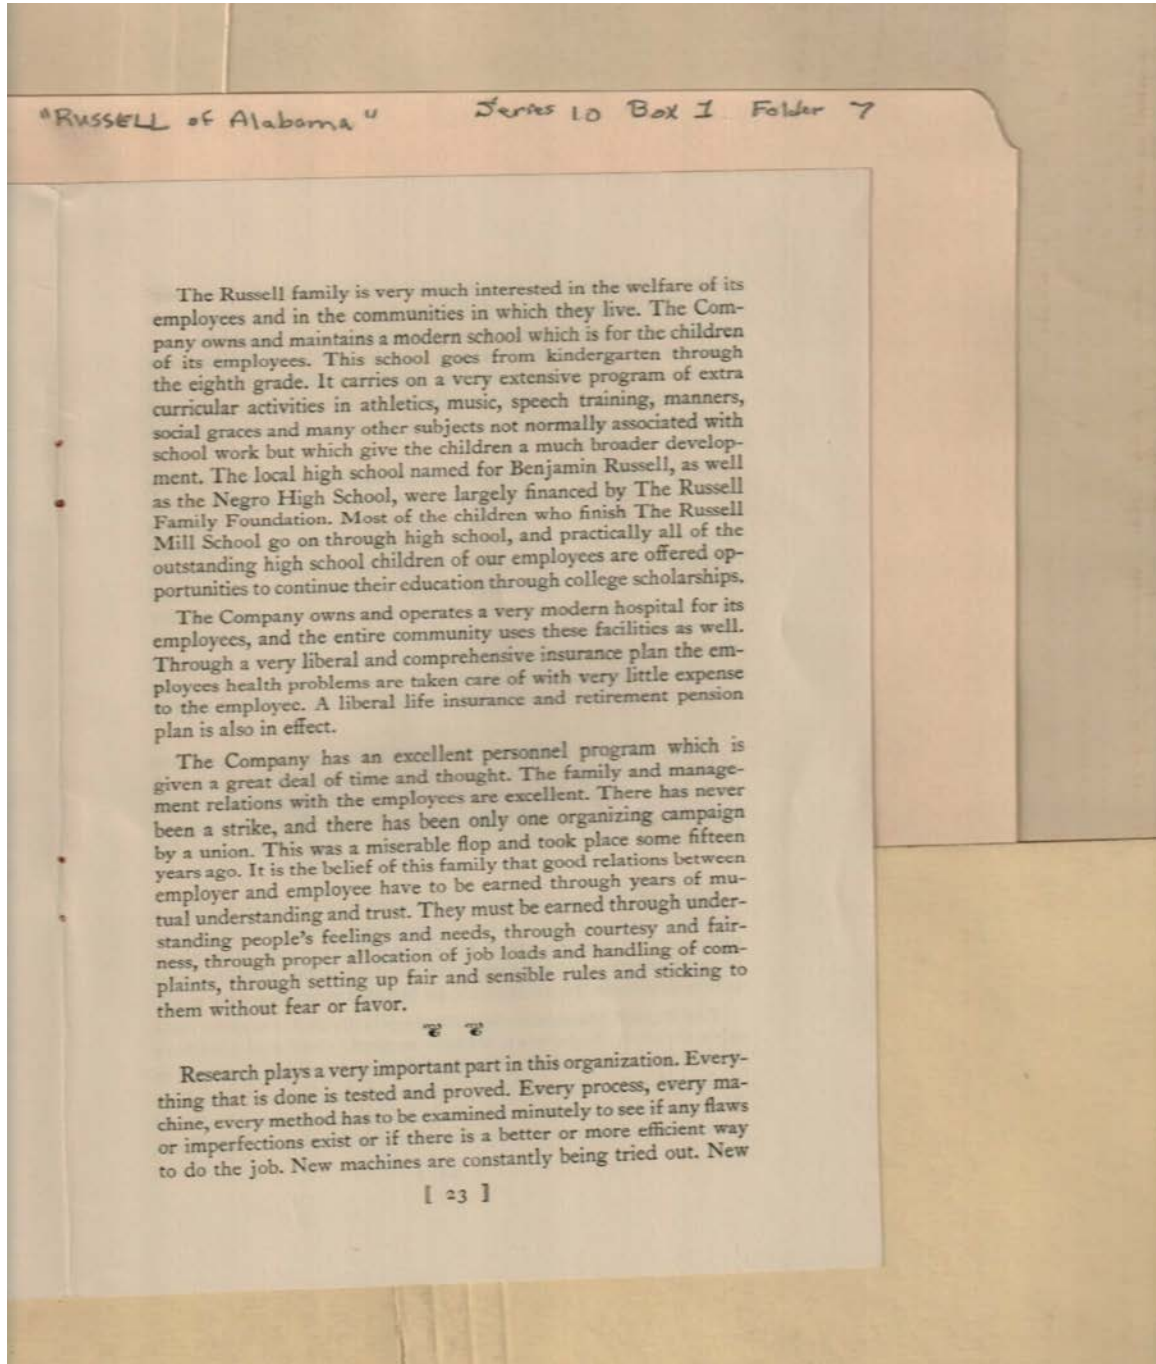 "RUSSELL of Alabama" Series 10 Box 1 Folder 7
The Russell family is very much interested in the welfare of its
employees and in the communities in which they live. The Com-
pany owns and maintains a modern school which is for the children
of its employees. This school goes from kindergarten through
the eighth grade. It carries on a very extensive program of extra
curricular activities in athletics, music, speech training, manners,
social graces and many other subjects not normally associated with
school work but which give the children a much broader develop-
ment. The local high school named for Benjamin Russell, as well
as the Negro High School, were largely financed by The Russell
Family Foundation. Most of the children who finish The Russell
Mill School go on through high school, and practically all of the
outstanding high school children of our employees are offered op-
portunities to continue their education through college scholarships.
The Company owns and operates a very modern hospital for its
employees, and the entire community uses these facilities as well.
Through a very liberal and comprehensive insurance plan the em-
ployees health problems are taken care of with very little expense
to the employee. A liberal life insurance and retirement pension
plan is also in effect.
The Company has an excellent personnel program which is
given a great deal of time and thought. The family and manage-
ment relations with the employees are excellent. There has never
been a strike, and there has been only one organizing campaign
by a union. This was a miserable flop and took place some fifteen
years ago. It is the belief of this family that good relations between
employer and employee have to be earned through years of mu-
tual understanding and trust. They must be earned through under-
standing people's feelings and needs, through courtesy and fair-
ness, through proper allocation of job loads and handling of com-
plaints, through setting up fair and sensible rules and sticking to
them without fear or favor.
Research plays a very important part in this organization. Every-
thing that is done is tested and proved. Every process, every ma-
chine, every method has to be examined minutely to see if any flaws
or imperfections exist or if there is a better or more efficient way
to do the job. New machines are constantly being tried out. New
[ 23 ]